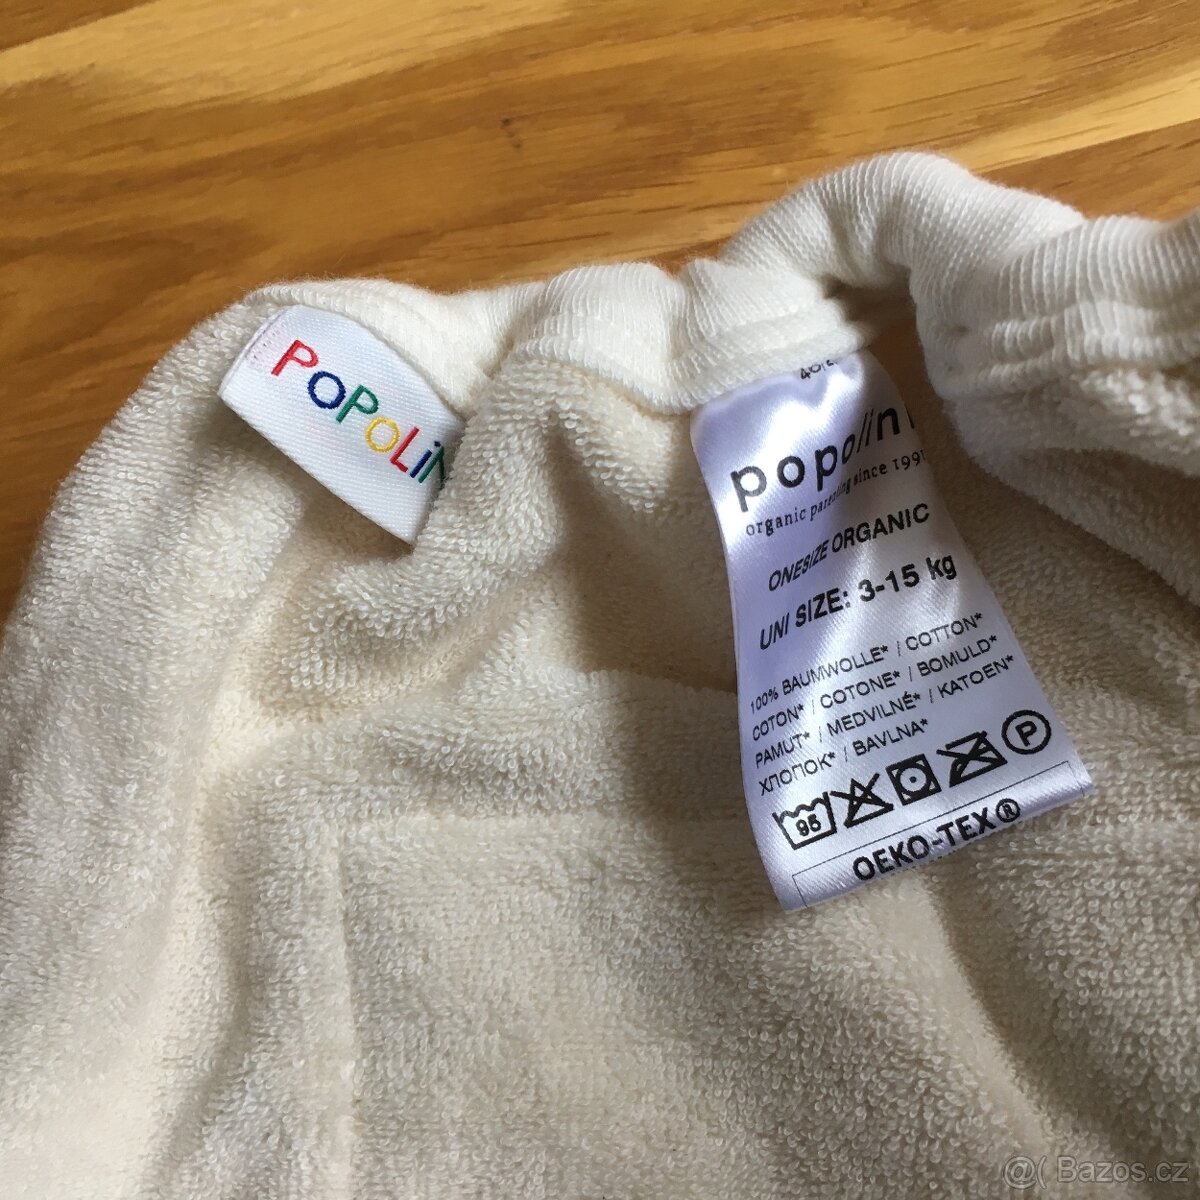 POPOLiN
popolin
organic parenting since 1991
ONESIZE ORGANIC
UNI SIZE: 3-15 kg
100% BAUMWOLLE* / COTTON*
COTON* / COTONE* / BOMULD*
PAMUT* / MEDVILNÉ* / KATOEN*
ХЛОПОК* / BAVLNA*
95
P
OEKO-TEX®
@( Bazos.cz